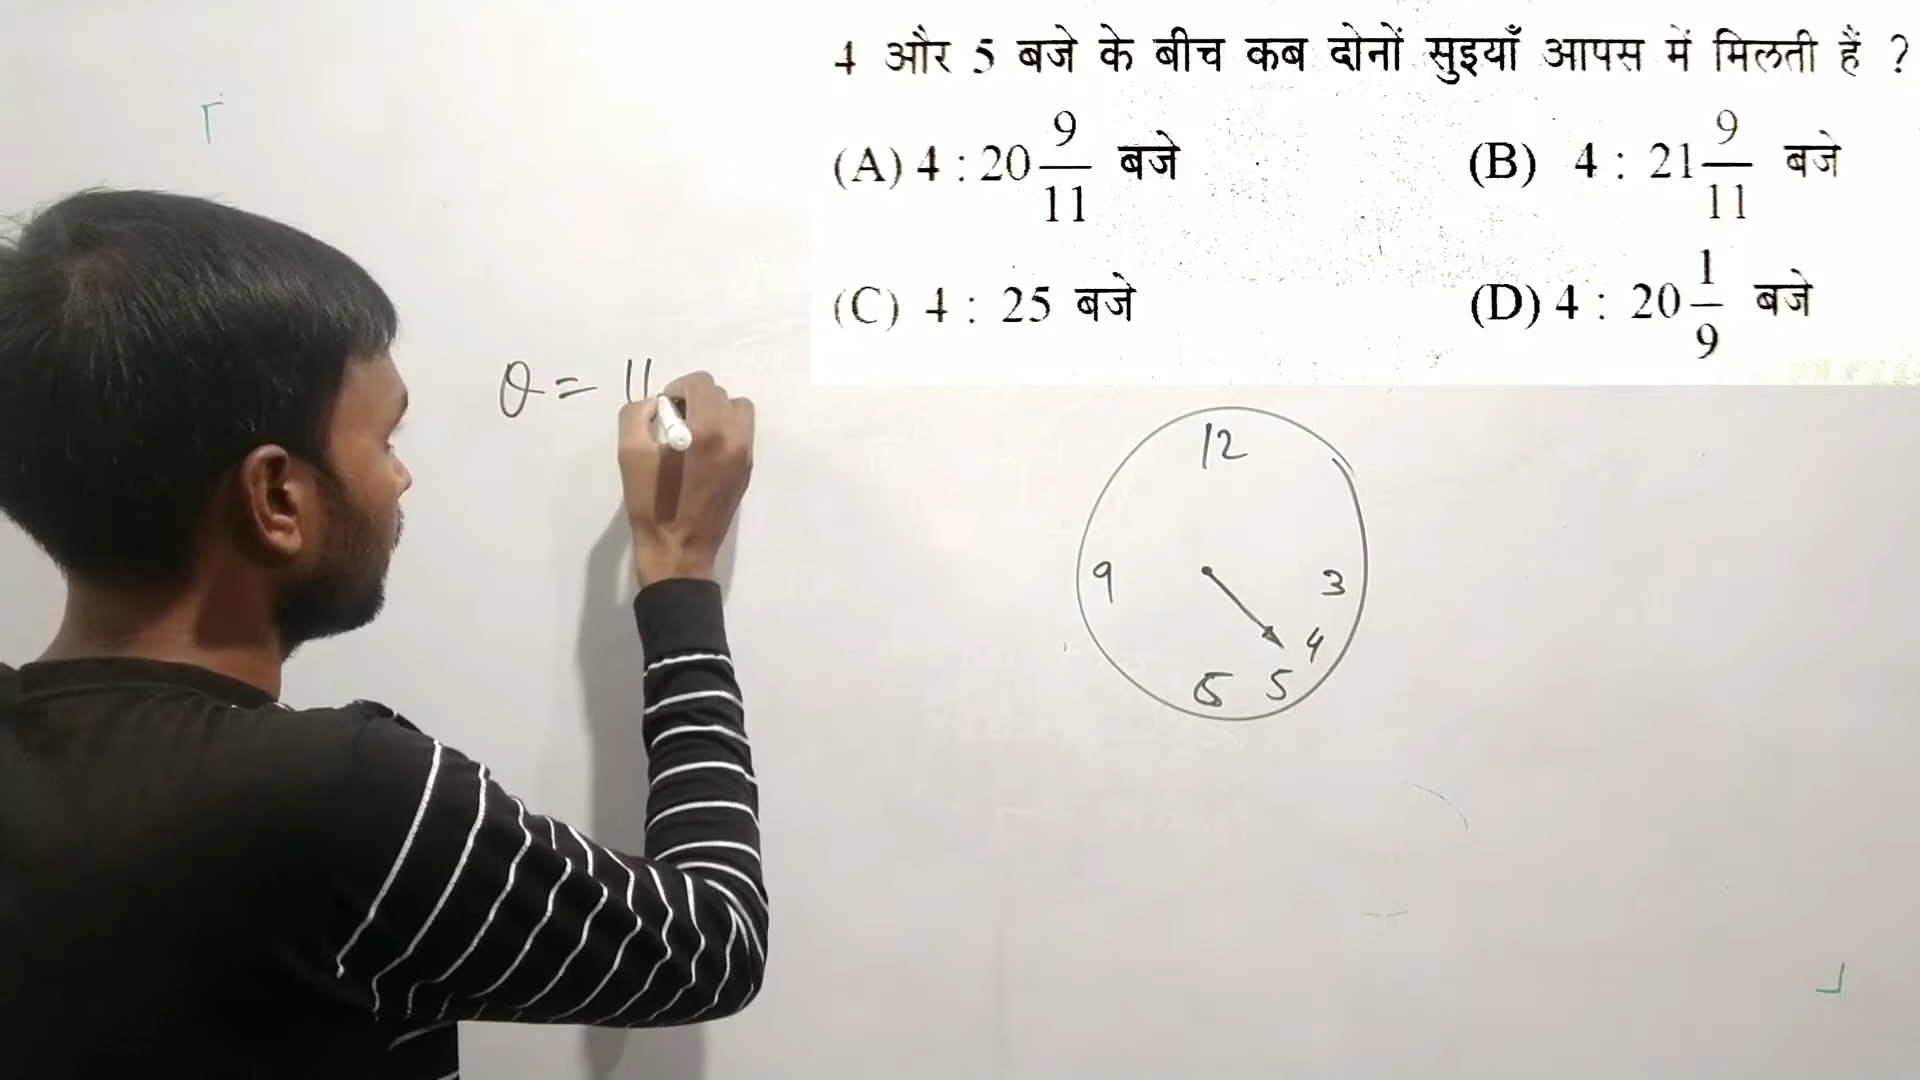 4 और 5 बजे के बीच कब दोनों सुइयाँ आपस में मिलती हैं ?
(A) 4 : 20 9/11 बजे
(B) 4 : 21 9/11 बजे
(C) 4 : 25 बजे
(D) 4 : 20 1/9 बजे
θ = 11
12
9
3
4
6
5